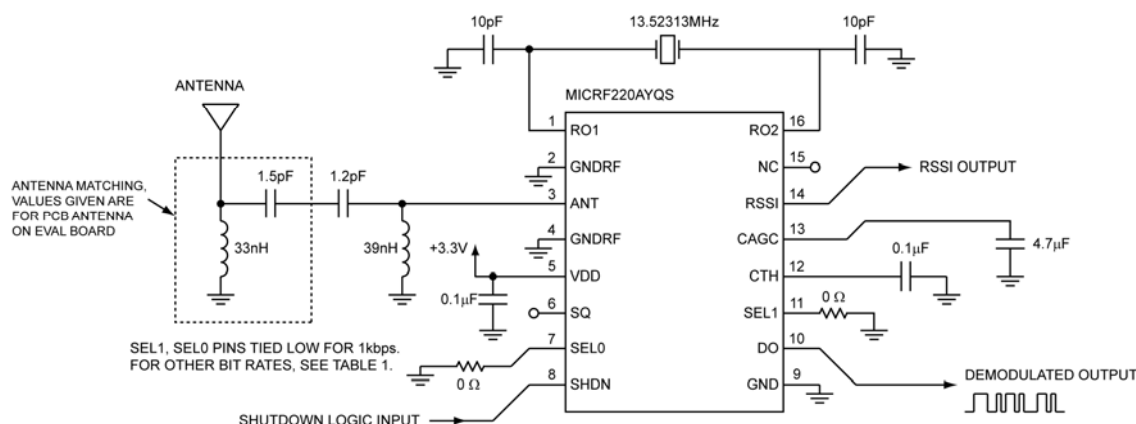 10pF
13.52313MHz
10pF
ANTENNA
MICRF220AYQS
1
RO1
RO2
16
2
GNDRF
NC
15
RSSI OUTPUT
ANTENNA MATCHING,
VALUES GIVEN ARE
FOR PCB ANTENNA
ON EVAL BOARD
1.5pF
1.2pF
3
ANT
RSSI
14
33nH
39nH
+3.3V
4
GNDRF
CAGC
13
4.7µF
5
VDD
CTH
12
0.1µF
0.1µF
6
SQ
SEL1
11
0 Ω
SEL1, SEL0 PINS TIED LOW FOR 1kbps.
FOR OTHER BIT RATES, SEE TABLE 1.
7
SEL0
DO
10
0 Ω
8
SHDN
GND
9
DEMODULATED OUTPUT
SHUTDOWN LOGIC INPUT